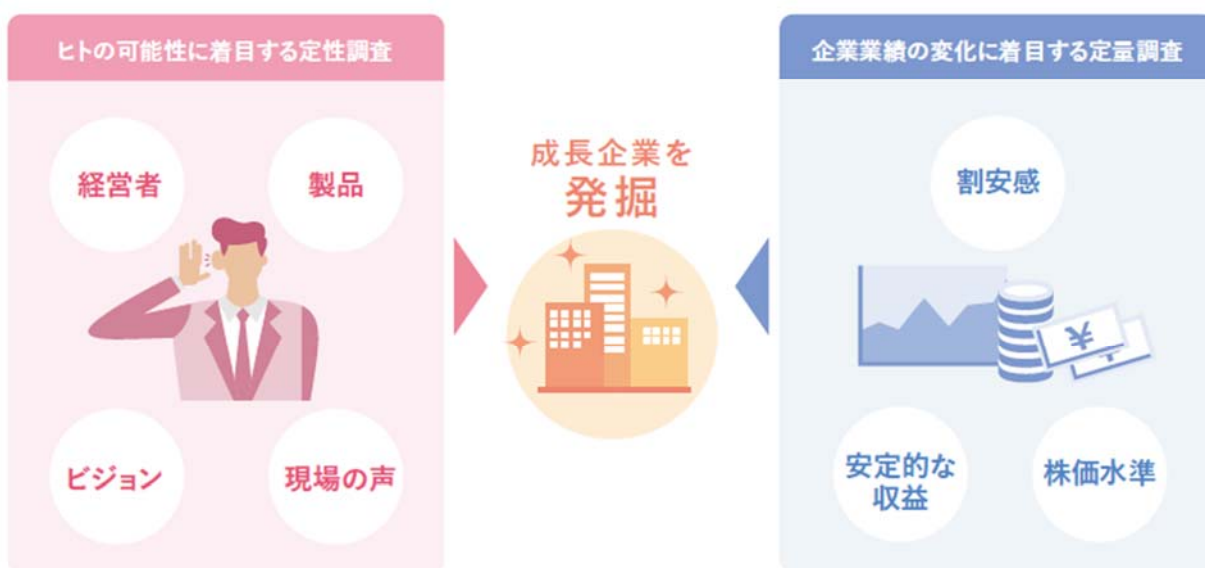 ヒトの可能性に着目する定性調査
経営者
製品
ビジョン
現場の声
成長企業を
発掘
企業業績の変化に着目する定量調査
割安感
¥
安定的な
収益
株価水準